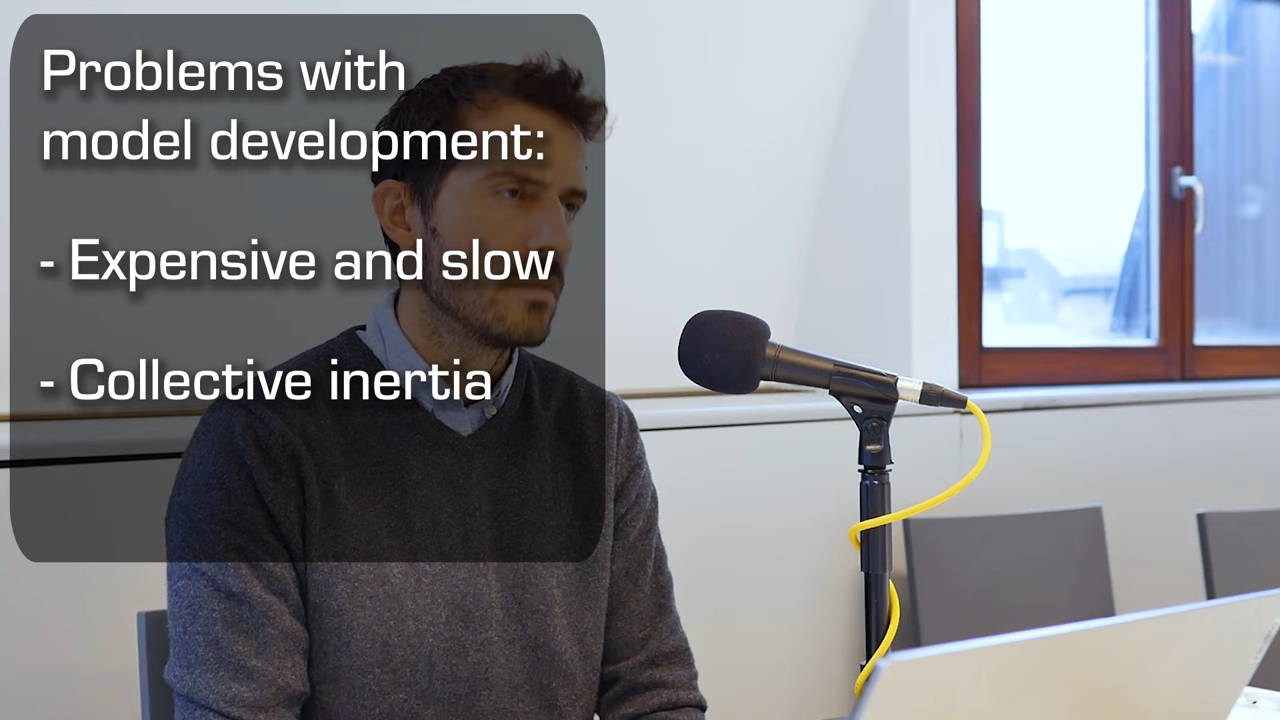 Problems with
model development:
- Expensive and slow
- Collective inertia